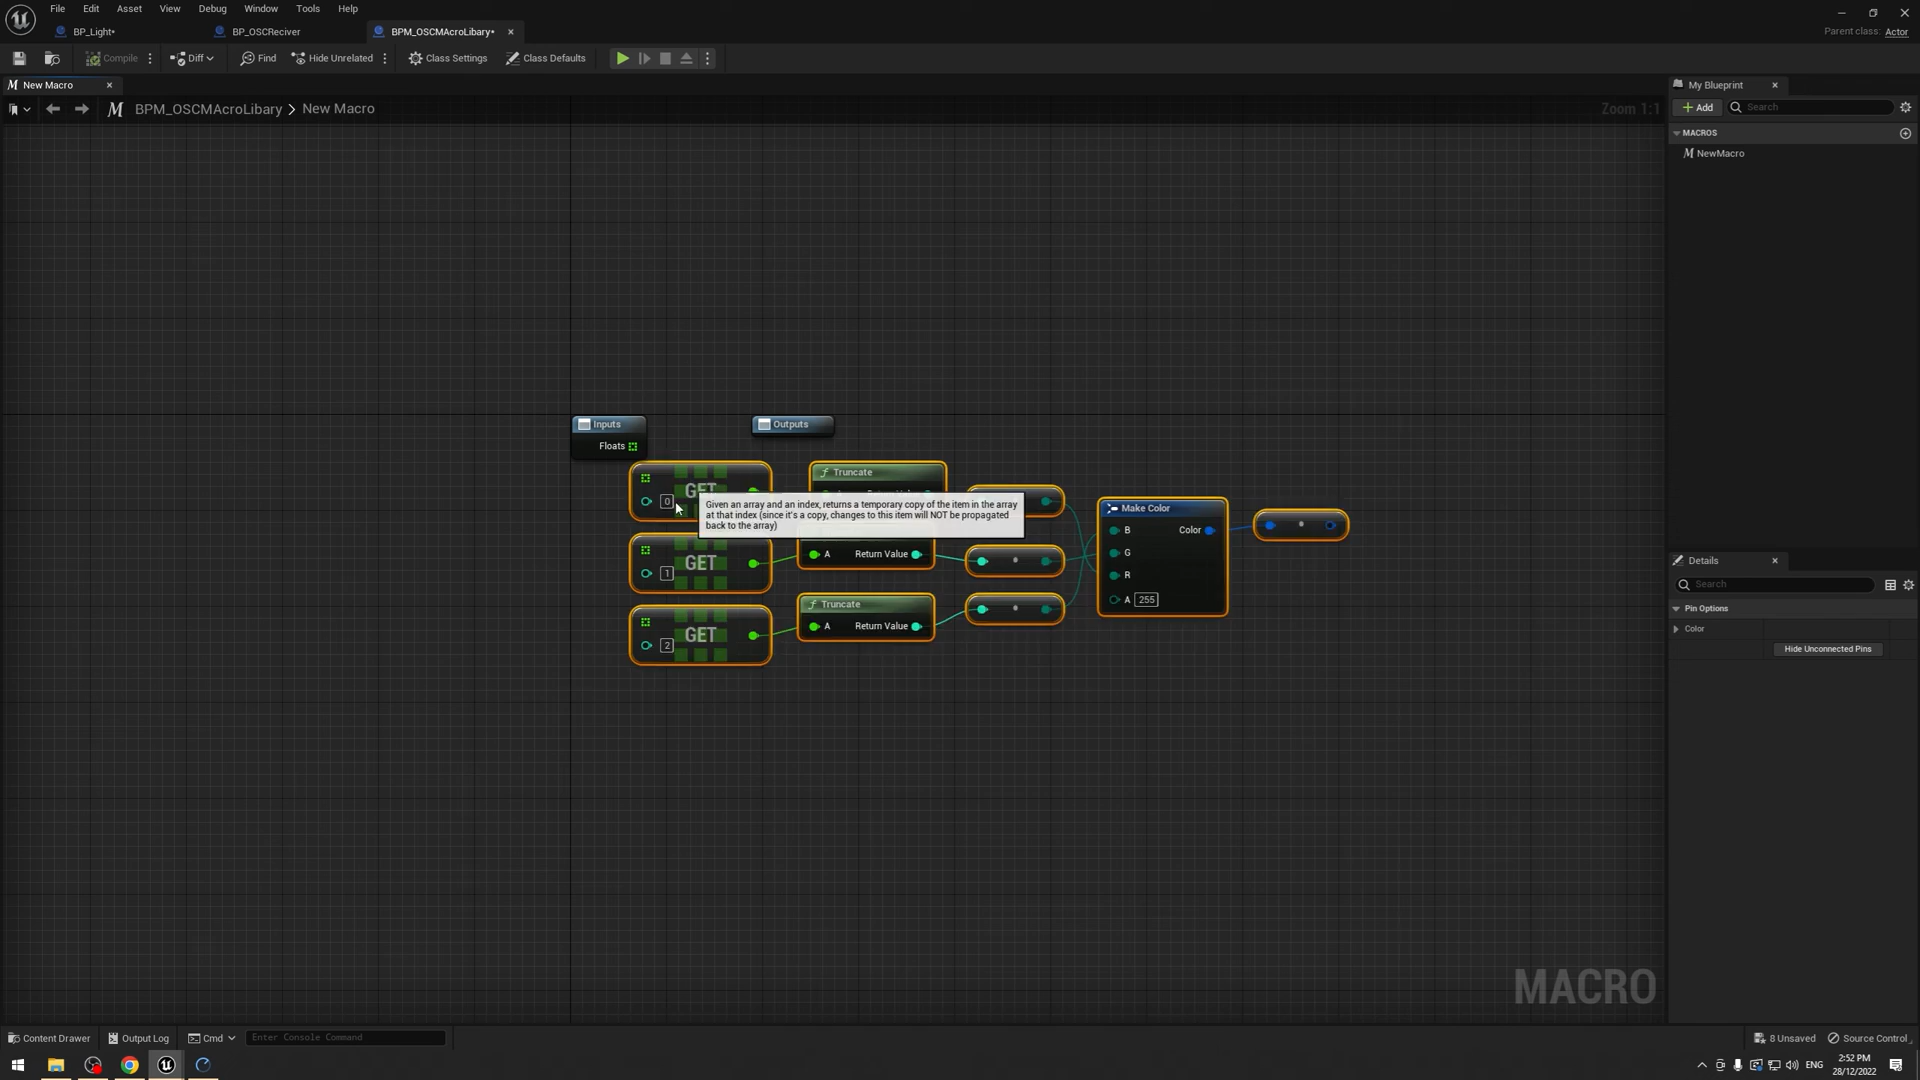 File Edit View Asset Debug Window Tools Help
BP_Light* BP_OSCReciver BPM_OSCMAcroLibary*
Parent class: Actor
Compile Diff Find Hide Unrelated Class Settings Class Defaults
New Macro
BPM_OSCMAcroLibary > New Macro
Zoom 1:1
My Blueprint
Add Search
MACROS
NewMacro
Inputs
Floats
Outputs
GET
0
Truncate
Given an array and an index, returns a temporary copy of the item in the array
at that index (since it's a copy, changes to this item will NOT be propagated
back to the array)
GET
1
A Return Value
GET
2
Truncate
A Return Value
Make Color
B Color
G
R
A 255
Details
Search
Pin Options
Color
Hide Unconnected Pins
MACRO
Content Drawer Output Log Cmd Enter Console Command
8 Unsaved Source Control
ENG
2:52 PM
28/12/2022